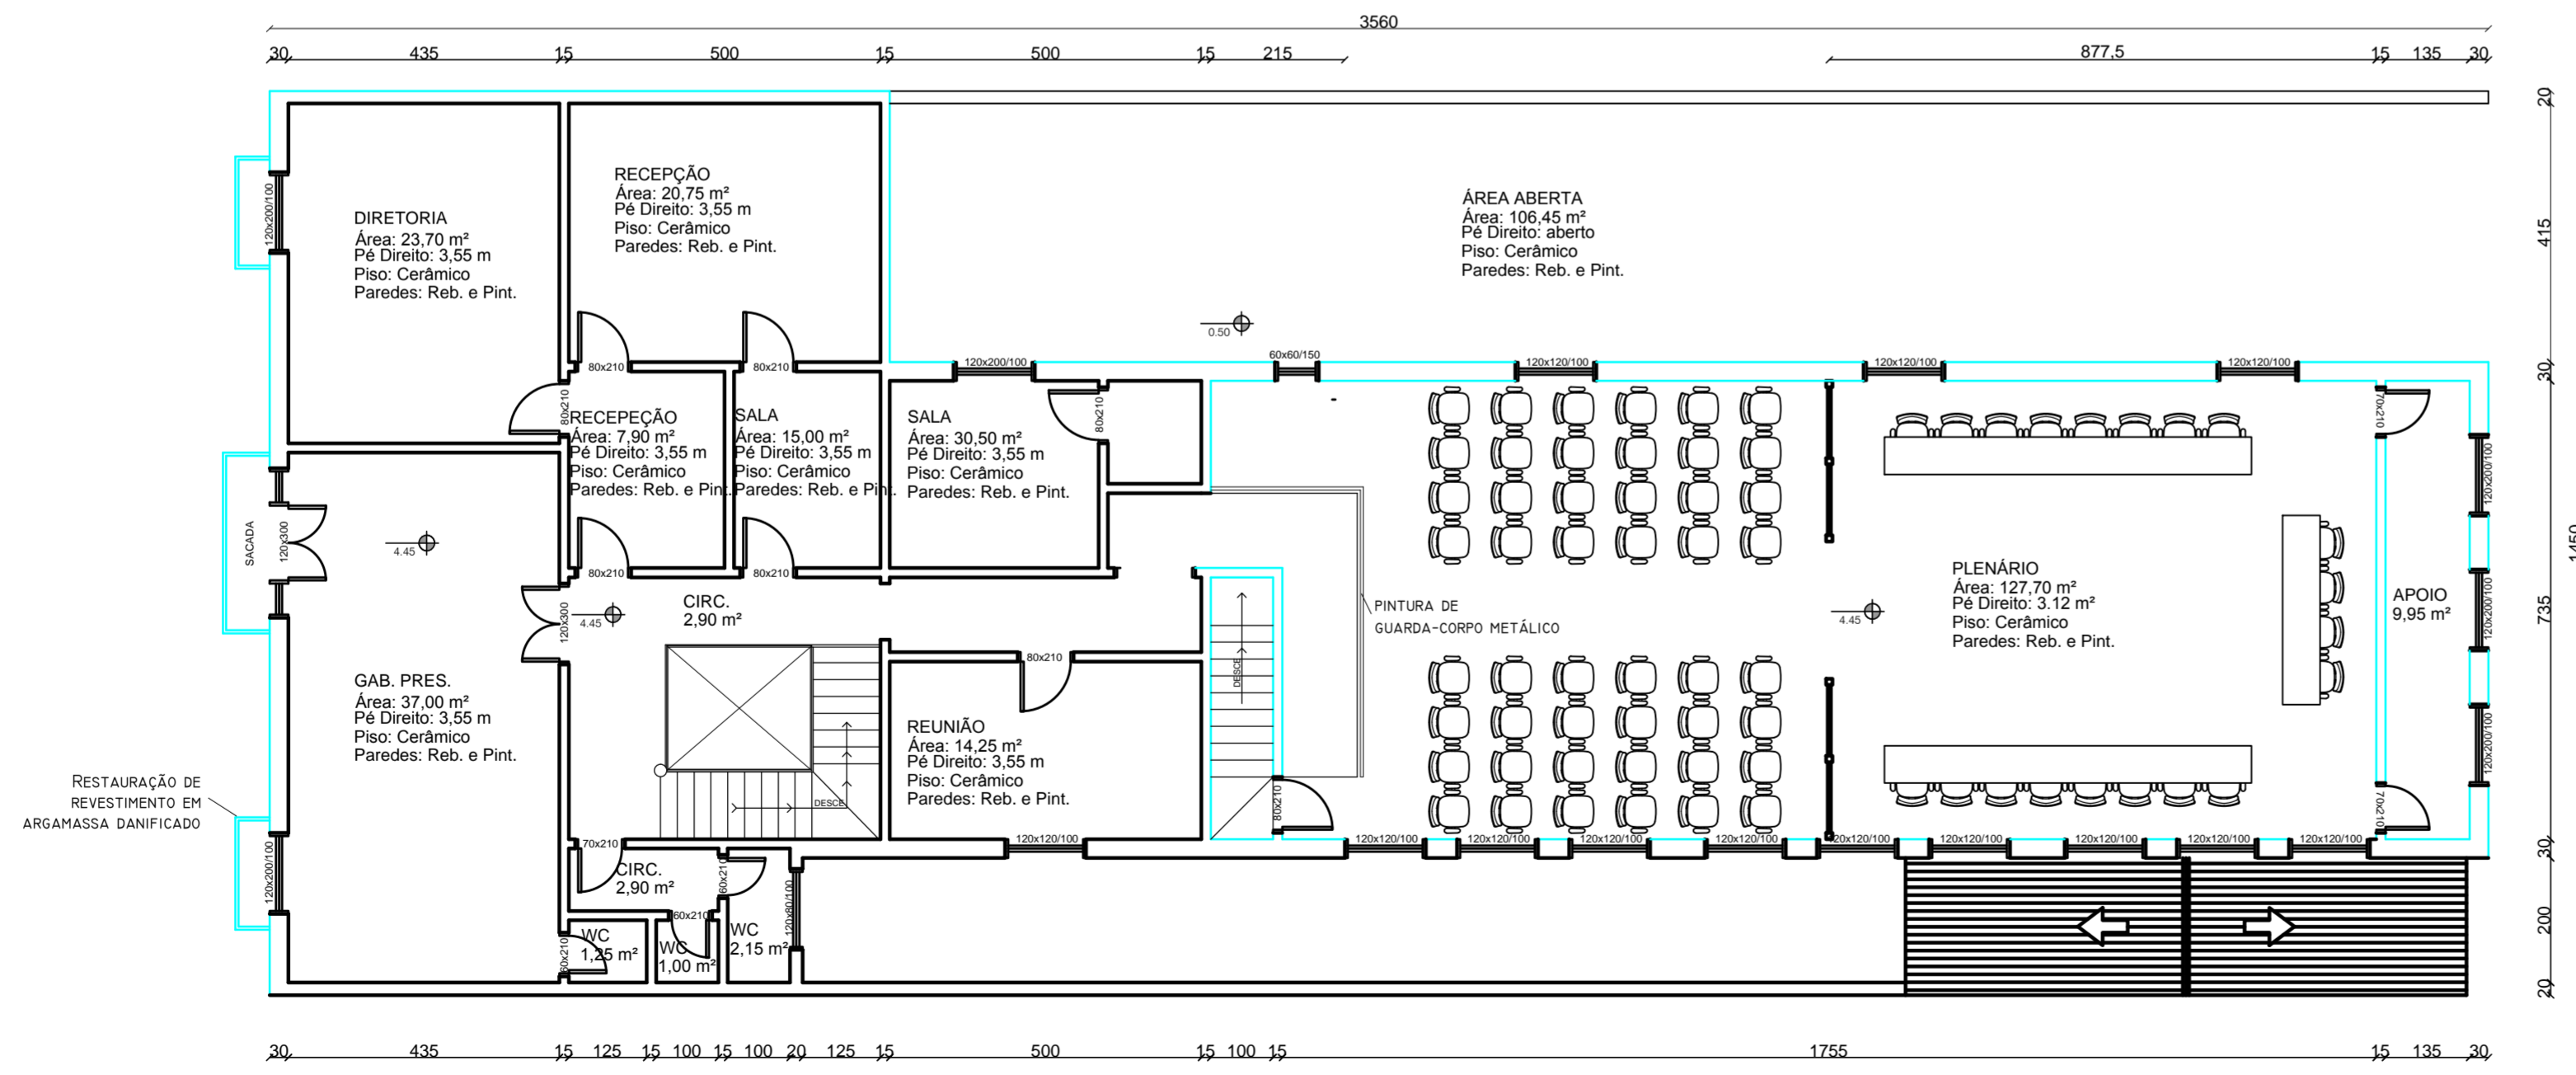 3560
30 435 15 500 15 500 15 215 877,5 15 135 30
DIRETORIA
Área: 23,70 m²
Pé Direito: 3,55 m
Piso: Cerâmico
Paredes: Reb. e Pint.
120x200/100
RECEPÇÃO
Área: 20,75 m²
Pé Direito: 3,55 m
Piso: Cerâmico
Paredes: Reb. e Pint.
80x210
80x210
ÁREA ABERTA
Área: 106,45 m²
Pé Direito: aberto
Piso: Cerâmico
Paredes: Reb. e Pint.
0.50
120x200/100
60x60/150
120x120/100
120x120/100
120x120/100
20
415
30
735
1450
30
200
20
80x210
RECEPEÇÃO
Área: 7,90 m²
Pé Direito: 3,55 m
Piso: Cerâmico
Paredes: Reb. e Pint.
80x210
SALA
Área: 15,00 m²
Pé Direito: 3,55 m
Piso: Cerâmico
Paredes: Reb. e Pint.
80x210
SALA
Área: 30,50 m²
Pé Direito: 3,55 m
Piso: Cerâmico
Paredes: Reb. e Pint.
80x210
SACADA
120x300
4.45
120x300
4.45
CIRC.
2,90 m²
GAB. PRES.
Área: 37,00 m²
Pé Direito: 3,55 m
Piso: Cerâmico
Paredes: Reb. e Pint.
RESTAURAÇÃO DE
REVESTIMENTO EM
ARGAMASSA DANIFICADO
120x200/100
DESCE
80x210
REUNIÃO
Área: 14,25 m²
Pé Direito: 3,55 m
Piso: Cerâmico
Paredes: Reb. e Pint.
120x120/100
DESCE
80x210
PINTURA DE
GUARDA-CORPO METÁLICO
4.45
PLENÁRIO
Área: 127,70 m²
Pé Direito: 3.12 m²
Piso: Cerâmico
Paredes: Reb. e Pint.
70x210
APOIO
9,95 m²
70x210
120x200/100
120x200/100
120x200/100
120x120/100 120x120/100 120x120/100 120x120/100 120x120/100 120x120/100 120x120/100 120x120/100 120x120/100
70x210
CIRC.
2,90 m²
60x210
60x210
60x210
WC
1,25 m²
WC
1,00 m²
WC
2,15 m²
120x80/100
30 435 15 125 15 100 15 100 20 125 15 500 15 100 15 1755 15 135 30